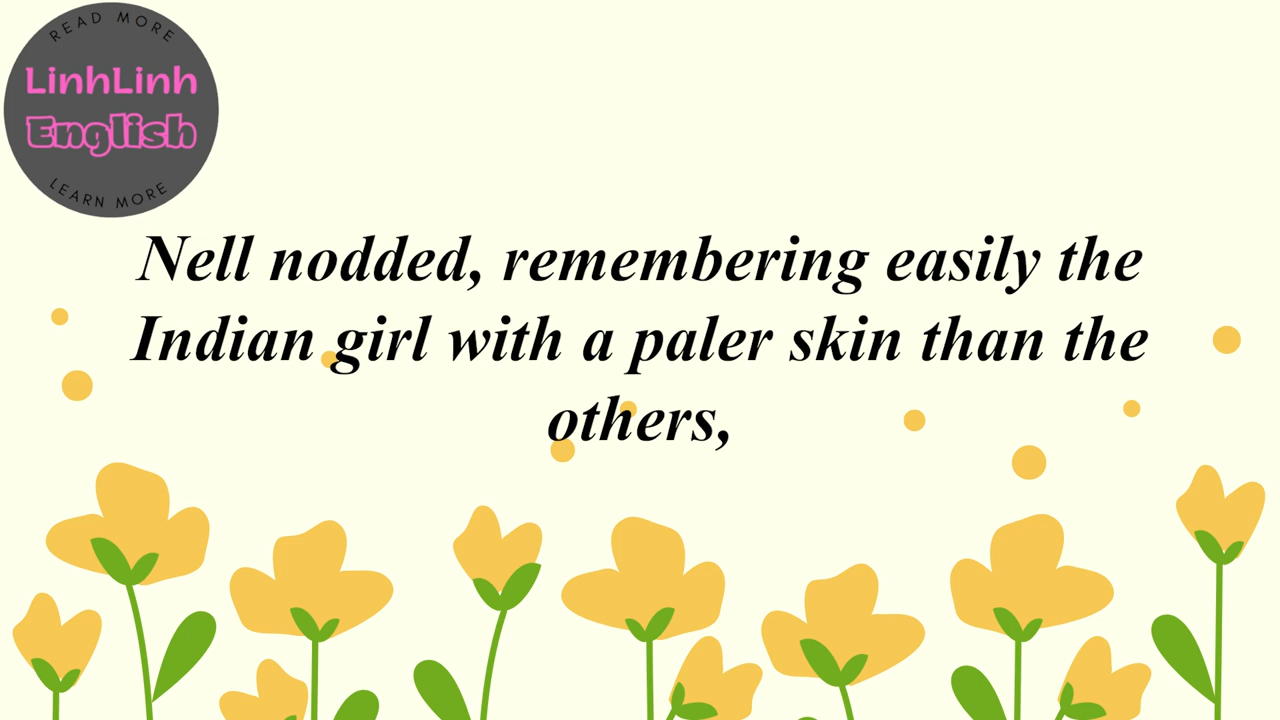 READ MORE
LinhLinh
English
LEARN MORE
Nell nodded, remembering easily the
Indian girl with a paler skin than the
others,